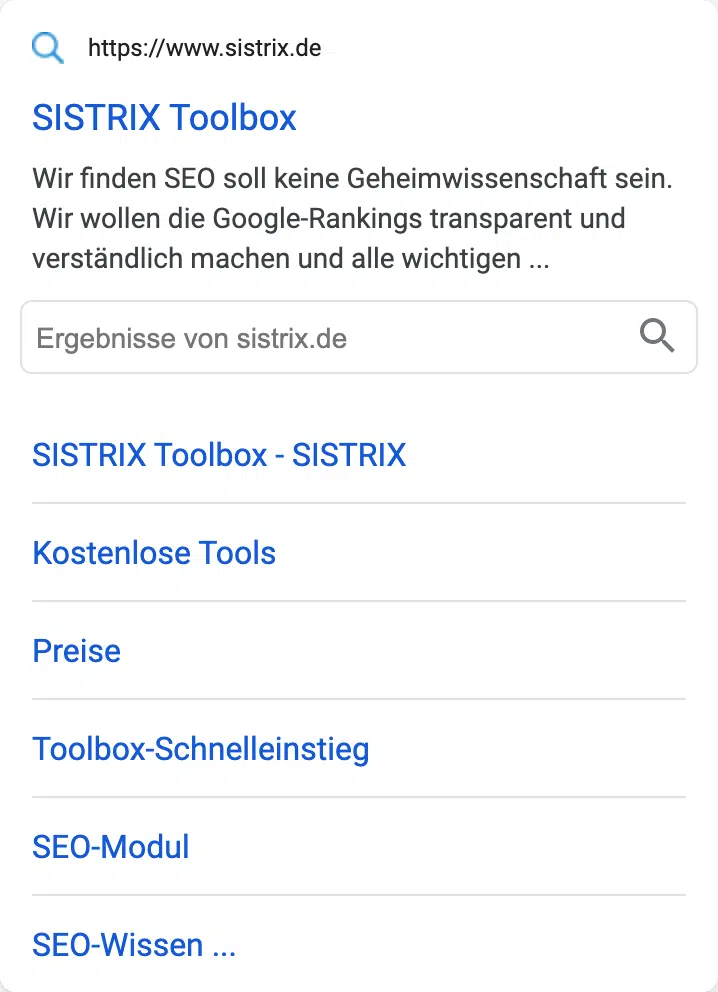 https://www.sistrix.de
SISTRIX Toolbox
Wir finden SEO soll keine Geheimwissenschaft sein.
Wir wollen die Google-Rankings transparent und
verständlich machen und alle wichtigen ...
Ergebnisse von sistrix.de
SISTRIX Toolbox - SISTRIX
Kostenlose Tools
Preise
Toolbox-Schnelleinstieg
SEO-Modul
SEO-Wissen ...